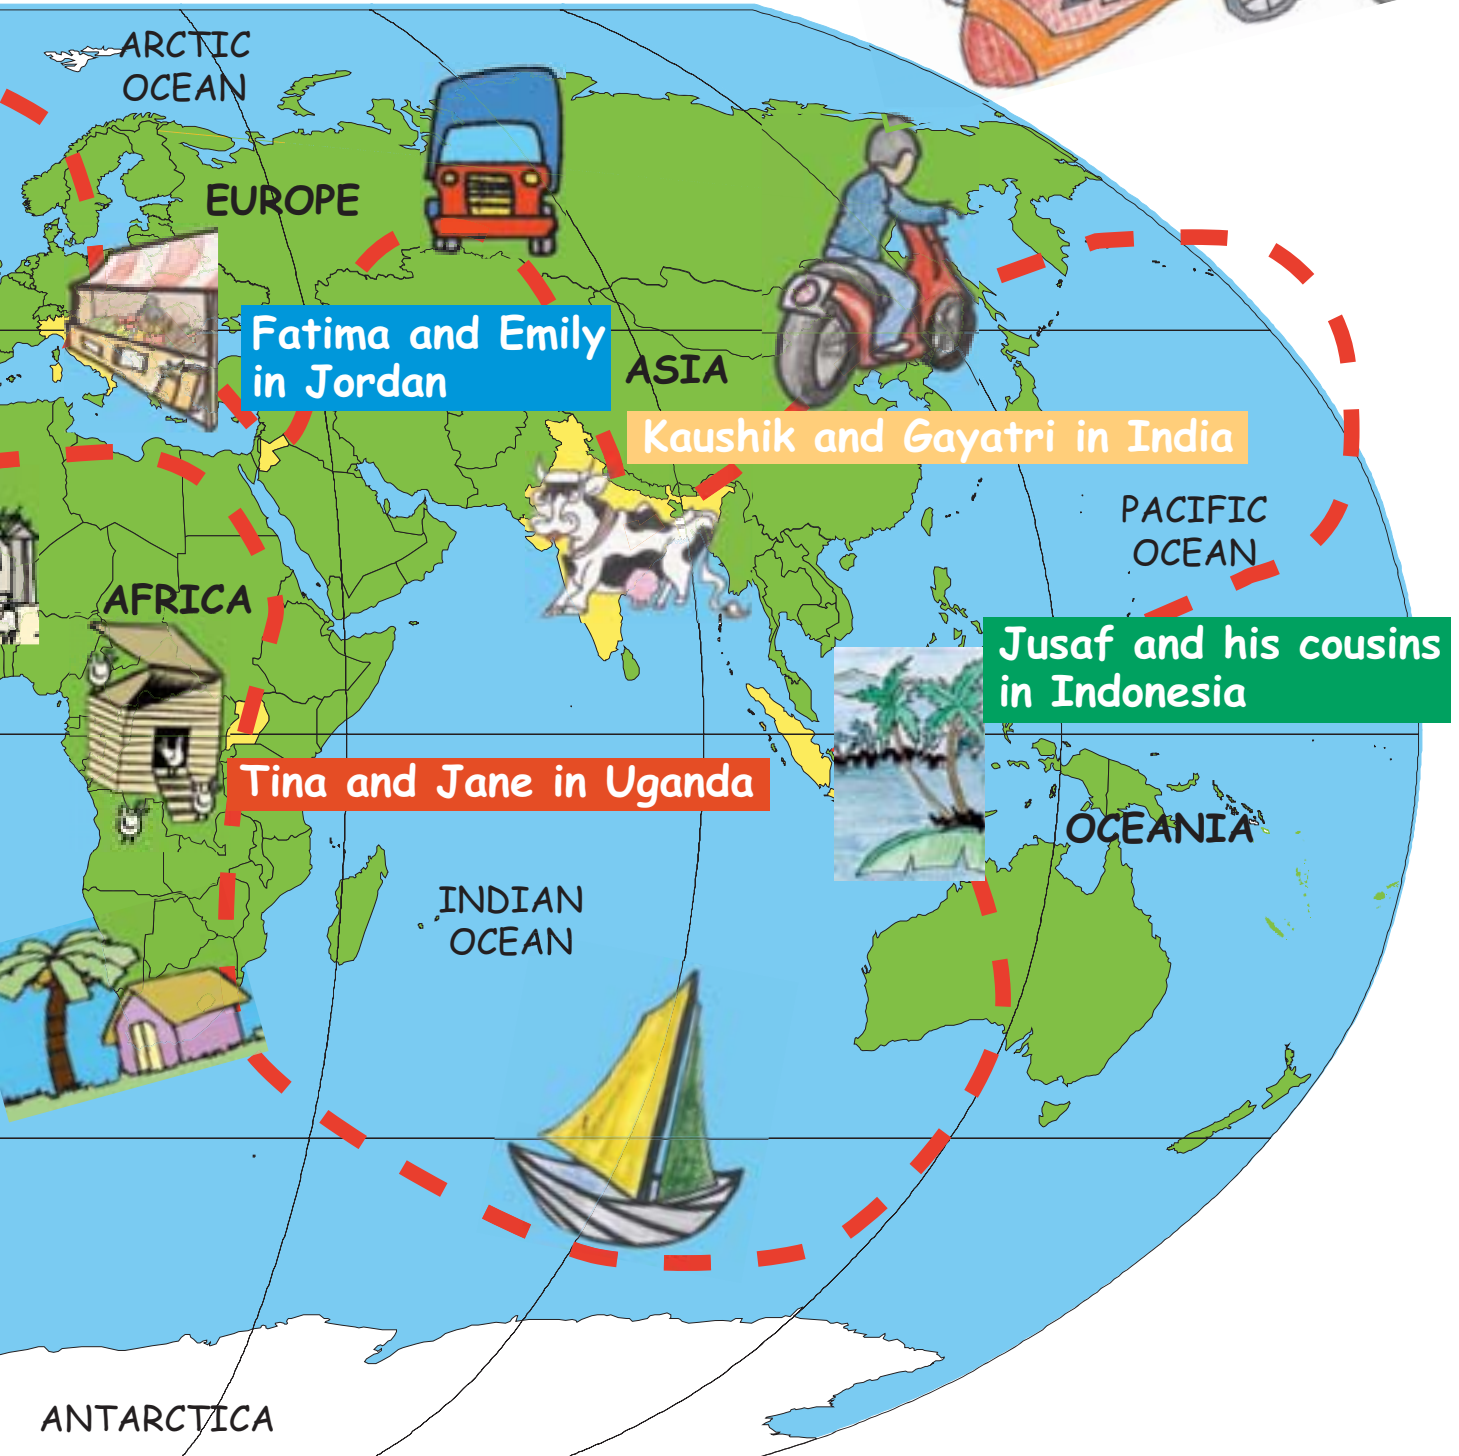 ARCTIC
OCEAN
EUROPE
Fatima and Emily
in Jordan
ASIA
Kaushik and Gayatri in India
PACIFIC
OCEAN
AFRICA
Jusaf and his cousins
in Indonesia
Tina and Jane in Uganda
OCEANIA
INDIAN
OCEAN
ANTARCTICA